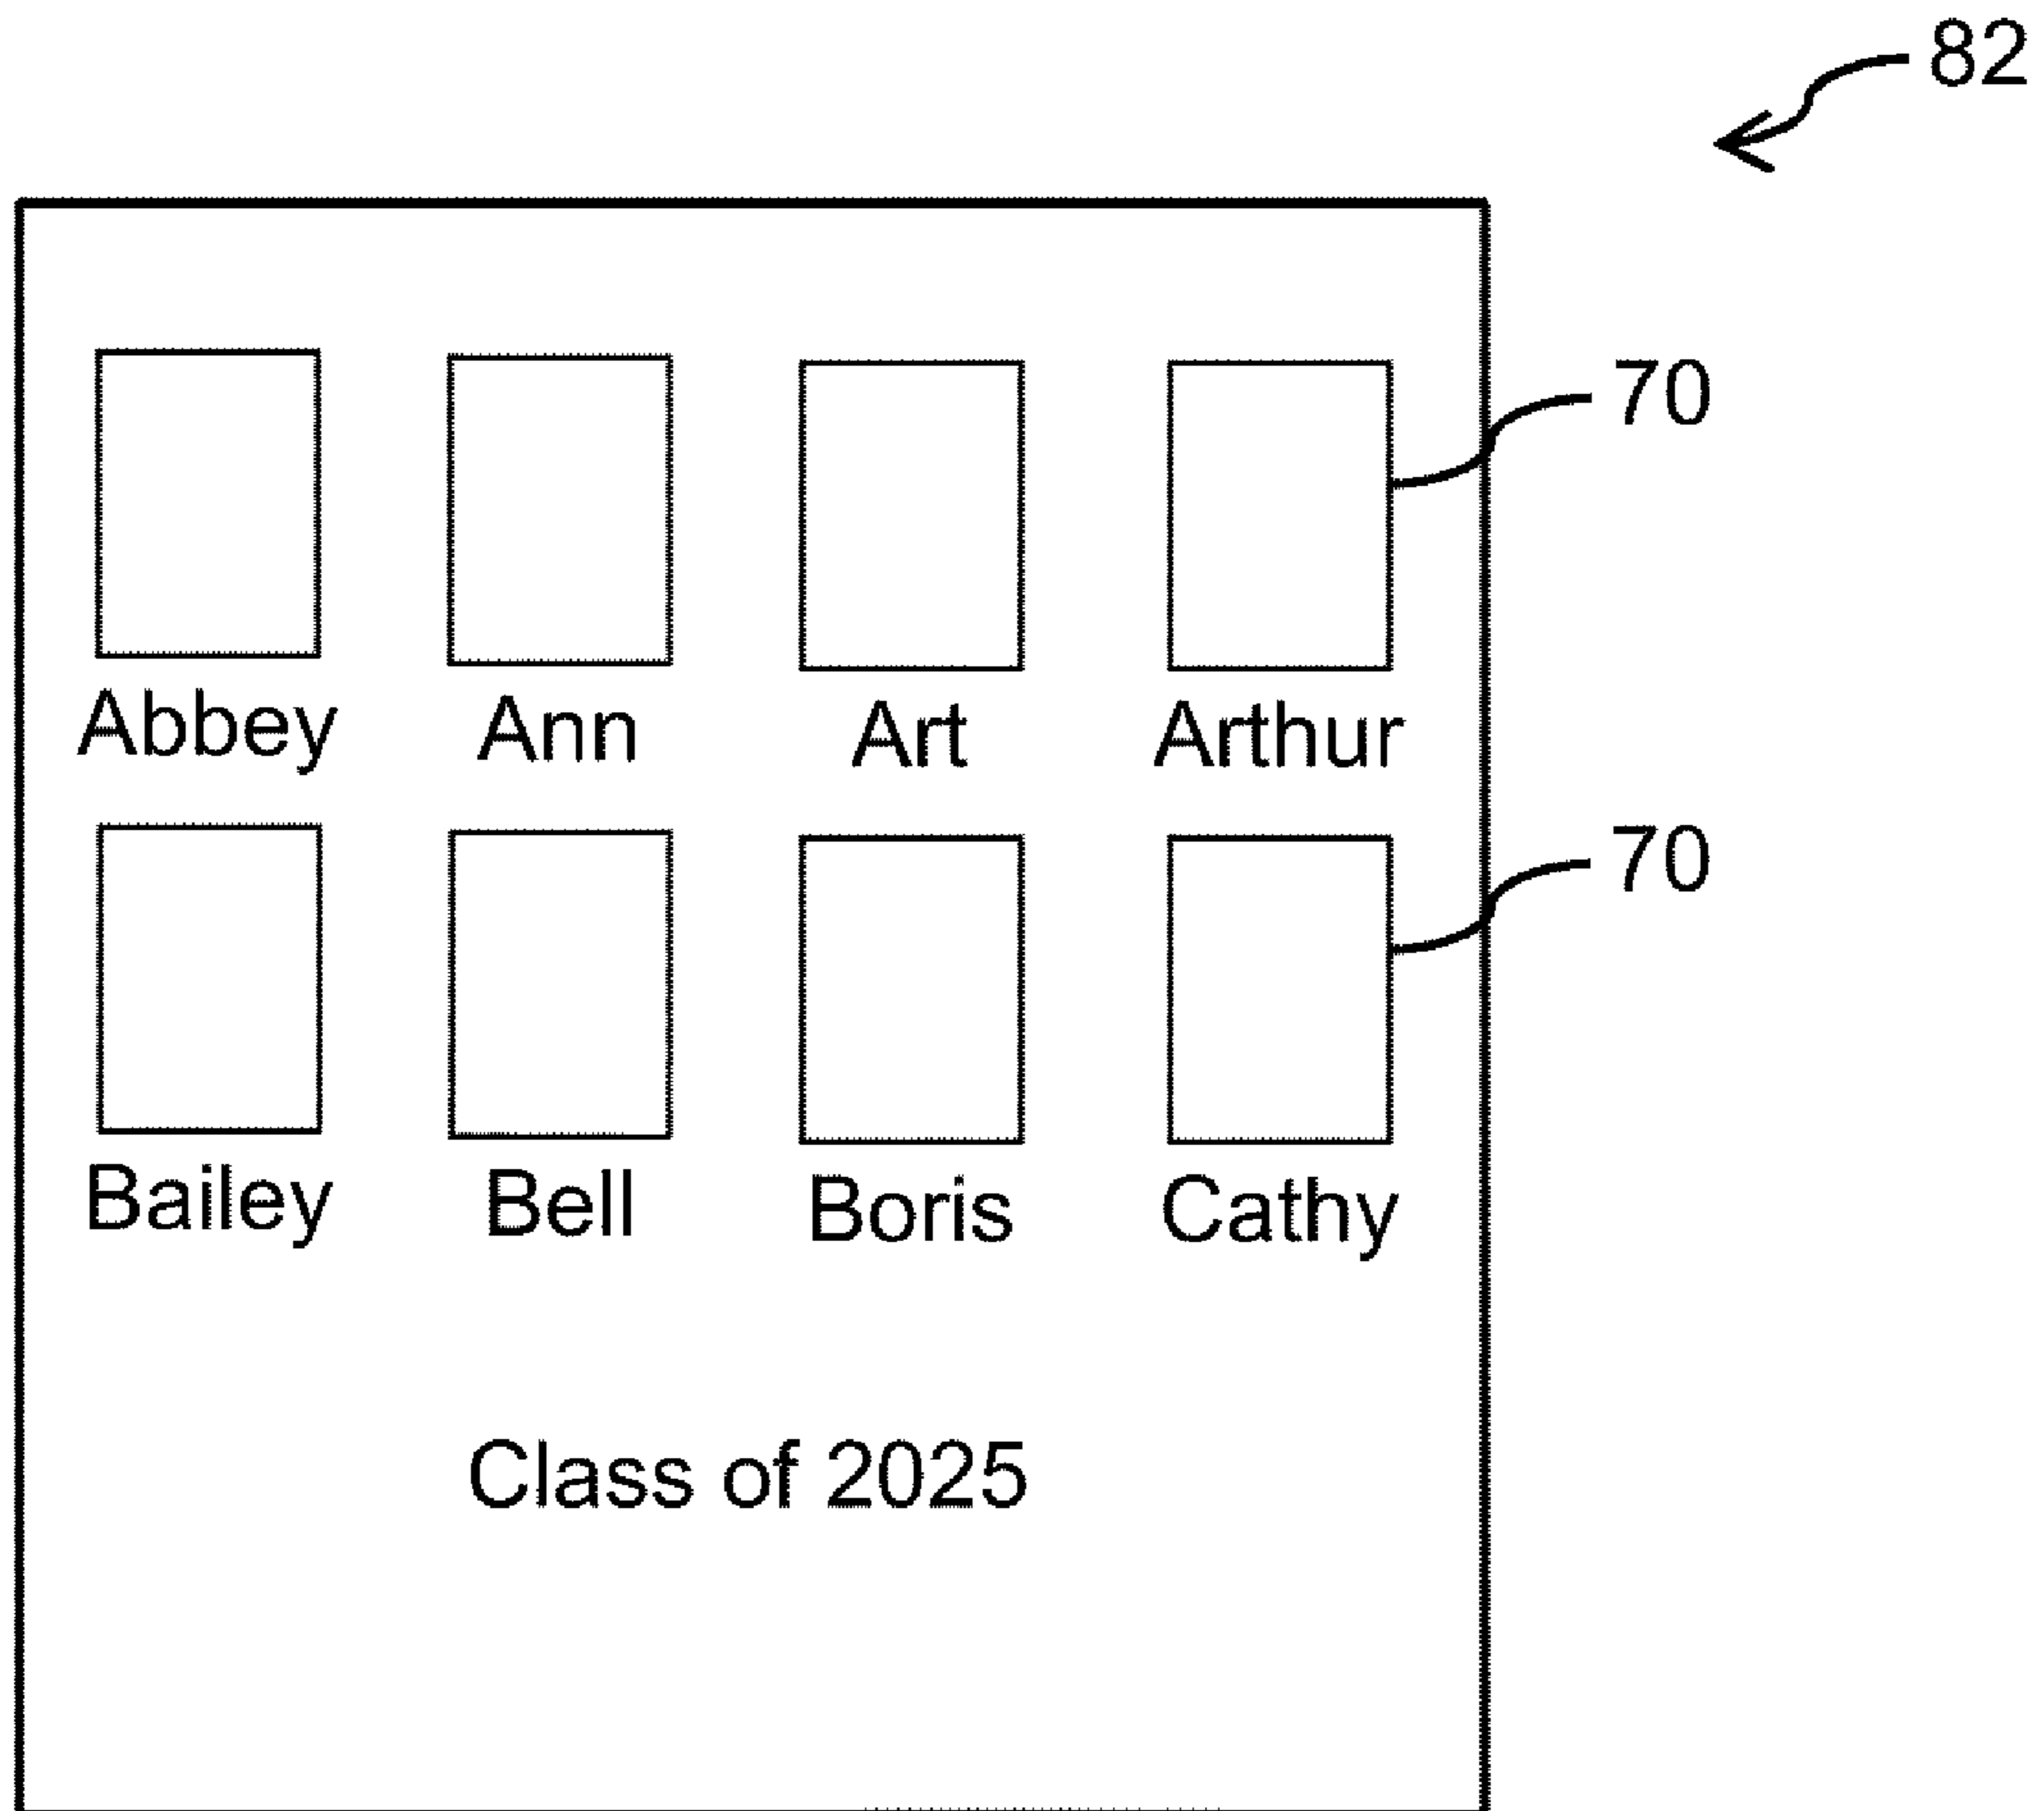 82
70
Abbey Ann Art Arthur
70
Bailey Bell Boris Cathy
Class of 2025